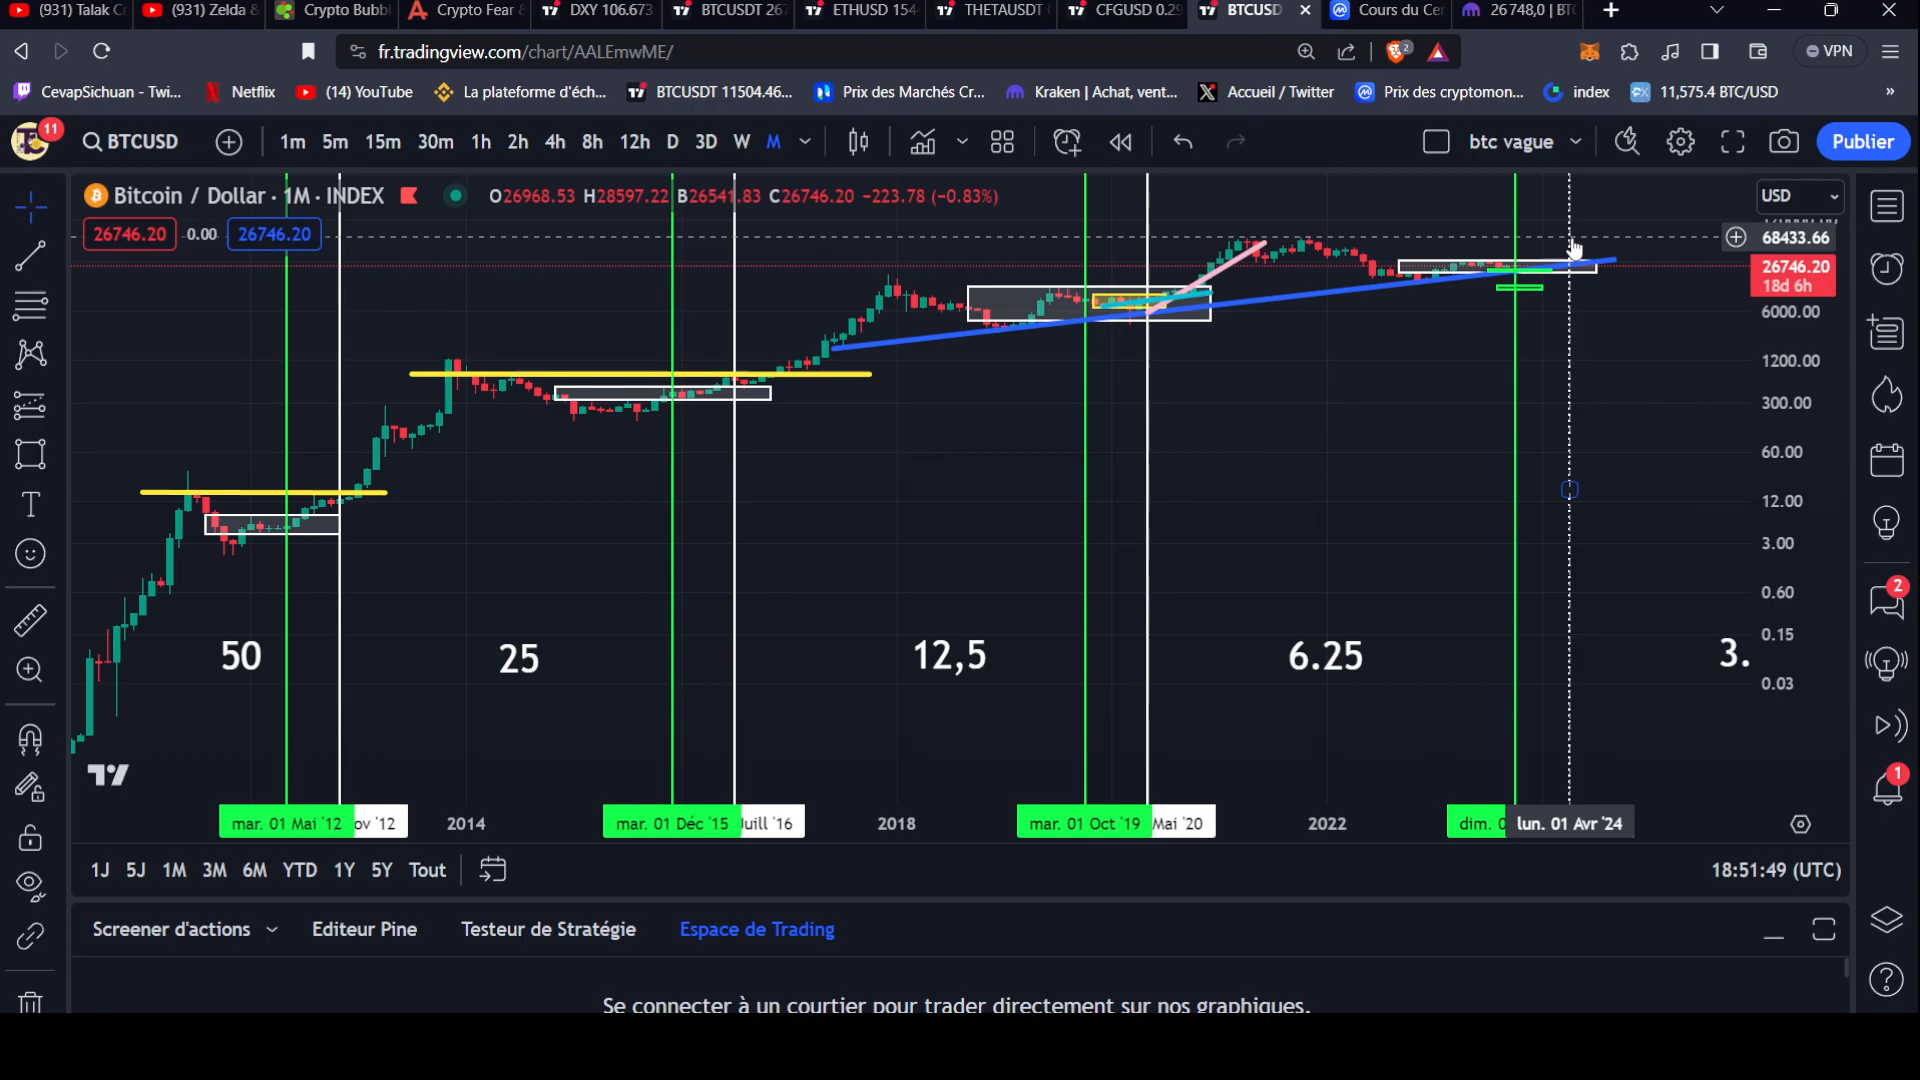 (931) Talak C
(931) Zelda &
Crypto Bubb
Crypto Fear &
DXY 106.673
BTCUSDT 267
ETHUSD 154
THETAUSDT
CFGUSD 0.29
BTCUSD
Cours du Cer
26 748,0 | BTC
fr.tradingview.com/chart/AALEmwME/
2
VPN
CevapSichuan - Twi...
Netflix
(14) YouTube
La plateforme d'éch...
BTCUSDT 11504.46...
Prix des Marchés Cr...
Kraken | Achat, vent...
Accueil / Twitter
Prix des cryptomon...
index
11,575.4 BTC/USD
»
11
BTCUSD
1m 5m 15m 30m 1h 2h 4h 8h 12h D 3D W M
btc vague
Publier
Bitcoin / Dollar · 1M · INDEX
O26968.53 H28597.22 B26541.83 C26746.20 -223.78 (-0.83%)
USD
26746.20 0.00 26746.20
68433.66
26746.20
18d 6h
6000.00
1200.00
300.00
60.00
12.00
3.00
0.60
0.15
0.03
50 25 12,5 6.25 3.
mar. 01 Mai '12
ov '12
2014
mar. 01 Déc '15
Juill '16
2018
mar. 01 Oct '19
Mai '20
2022
dim. 0
lun. 01 Avr '24
2
1
1J 5J 1M 3M 6M YTD 1Y 5Y Tout
18:51:49 (UTC)
Screener d'actions
Editeur Pine
Testeur de Stratégie
Espace de Trading
Se connecter à un courtier pour trader directement sur nos graphiques.